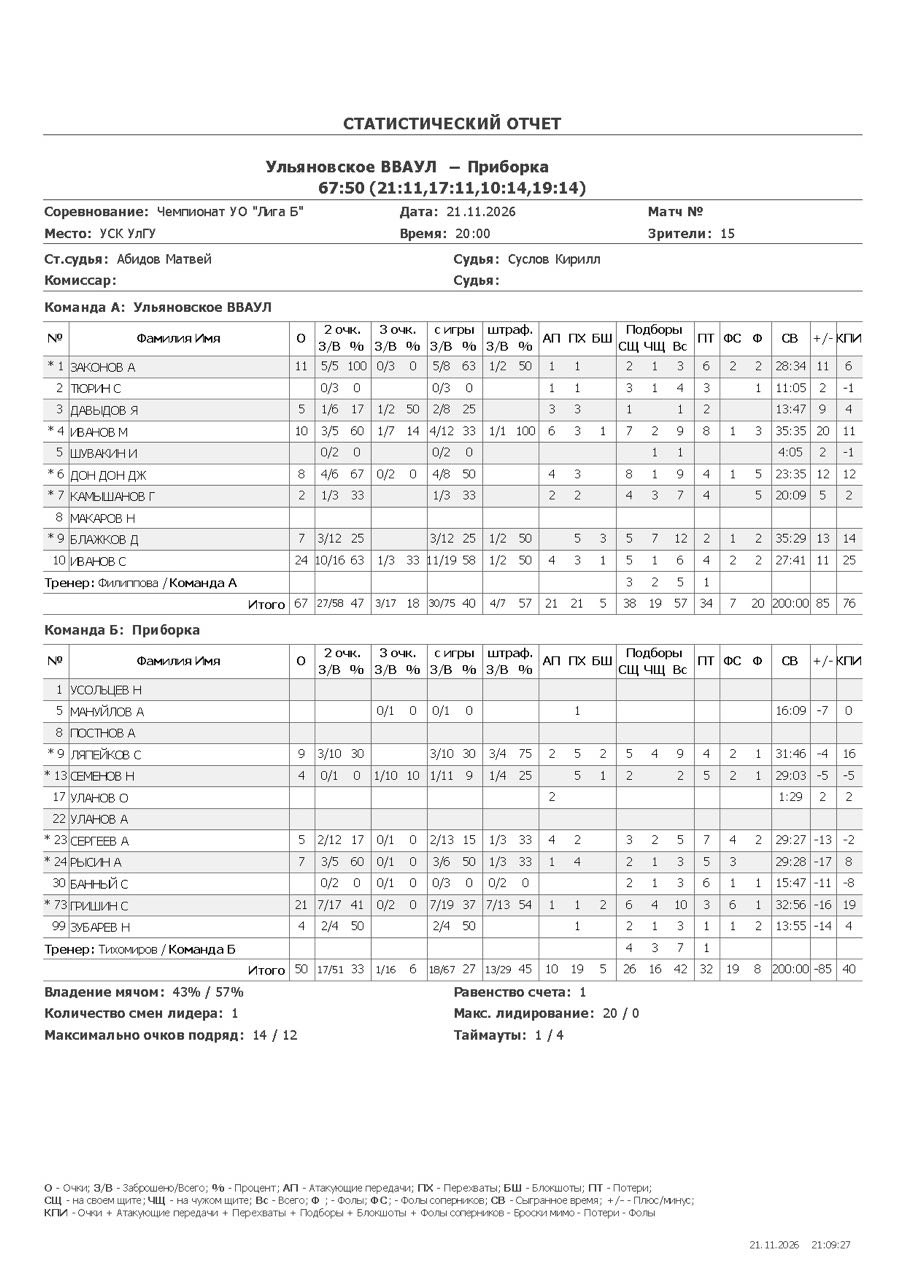 СТАТИСТИЧЕСКИЙ ОТЧЕТ
Ульяновское ВВАУЛ – Приборка
67:50 (21:11,17:11,10:14,19:14)
Соревнование: Чемпионат УО "Лига Б" Дата: 21.11.2026 Матч №
Место: УСК УлГУ Время: 20:00 Зрители: 15
Ст.судья: Абидов Матвей Судья: Суслов Кирилл
Комиссар: Судья:
Команда А: Ульяновское ВВАУЛ
№ Фамилия Имя О 2 очк. 3 очк. с игры штраф. АП ПХ БШ Подборы ПТ ФС Ф СВ +/- КПИ
З/В % З/В % З/В % З/В % СЩ ЧЩ Вс
* 1 ЗАКОНОВ А 11 5/5 100 0/3 0 5/8 63 1/2 50 1 1 2 1 3 6 2 2 28:34 11 6
2 ТЮРИН С 0/3 0 0/3 0 1 1 3 1 4 3 1 11:05 2 -1
3 ДАВЫДОВ Я 5 1/6 17 1/2 50 2/8 25 3 3 1 1 2 13:47 9 4
* 4 ИВАНОВ М 10 3/5 60 1/7 14 4/12 33 1/1 100 6 3 1 7 2 9 8 1 3 35:35 20 11
5 ШУВАКИН И 0/2 0 0/2 0 1 1 4:05 2 -1
* 6 ДОН ДОН ДЖ 8 4/6 67 0/2 0 4/8 50 4 3 8 1 9 4 1 5 23:35 12 12
* 7 КАМЫШАНОВ Г 2 1/3 33 1/3 33 2 2 4 3 7 4 5 20:09 5 2
8 МАКАРОВ Н
* 9 БЛАЖКОВ Д 7 3/12 25 3/12 25 1/2 50 5 3 5 7 12 2 1 2 35:29 13 14
10 ИВАНОВ С 24 10/16 63 1/3 33 11/19 58 1/2 50 4 3 1 5 1 6 4 2 2 27:41 11 25
Тренер: Филиппова / Команда А 3 2 5 1
Итого 67 27/58 47 3/17 18 30/75 40 4/7 57 21 21 5 38 19 57 34 7 20 200:00 85 76
Команда Б: Приборка
№ Фамилия Имя О 2 очк. 3 очк. с игры штраф. АП ПХ БШ Подборы ПТ ФС Ф СВ +/- КПИ
З/В % З/В % З/В % З/В % СЩ ЧЩ Вс
1 УСОЛЬЦЕВ Н
5 МАНУЙЛОВ А 0/1 0 0/1 0 1 16:09 -7 0
8 ПОСТНОВ А
* 9 ЛЯПЕЙКОВ С 9 3/10 30 3/10 30 3/4 75 2 5 2 5 4 9 4 2 1 31:46 -4 16
* 13 СЕМЕНОВ Н 4 0/1 0 1/10 10 1/11 9 1/4 25 5 1 2 2 5 2 1 29:03 -5 -5
17 УЛАНОВ О 2 1:29 2 2
22 УЛАНОВ А
* 23 СЕРГЕЕВ А 5 2/12 17 0/1 0 2/13 15 1/3 33 4 2 3 2 5 7 4 2 29:27 -13 -2
* 24 РЫСИН А 7 3/5 60 0/1 0 3/6 50 1/3 33 1 4 2 1 3 5 3 29:28 -17 8
30 БАННЫЙ С 0/2 0 0/1 0 0/3 0 0/2 0 2 1 3 6 1 1 15:47 -11 -8
* 73 ГРИШИН С 21 7/17 41 0/2 0 7/19 37 7/13 54 1 1 2 6 4 10 3 6 1 32:56 -16 19
99 ЗУБАРЕВ Н 4 2/4 50 2/4 50 1 2 1 3 1 1 2 13:55 -14 4
Тренер: Тихомиров / Команда Б 4 3 7 1
Итого 50 17/51 33 1/16 6 18/67 27 13/29 45 10 19 5 26 16 42 32 19 8 200:00 -85 40
Владение мячом: 43% / 57% Равенство счета: 1
Количество смен лидера: 1 Макс. лидирование: 20 / 0
Максимально очков подряд: 14 / 12 Таймауты: 1 / 4
О - Очки; З/В - Заброшено/Всего; % - Процент; АП - Атакующие передачи; ПХ - Перехваты; БШ - Блокшоты; ПТ - Потери;
СЩ - на своем щите; ЧЩ - на чужом щите; Вс - Всего; Ф ; - Фолы; ФС; - Фолы соперников; СВ - Сыгранное время; +/- - Плюс/минус;
КПИ - Очки + Атакующие передачи + Перехваты + Подборы + Блокшоты + Фолы соперников - Броски мимо - Потери - Фолы
21.11.2026 21:09:27